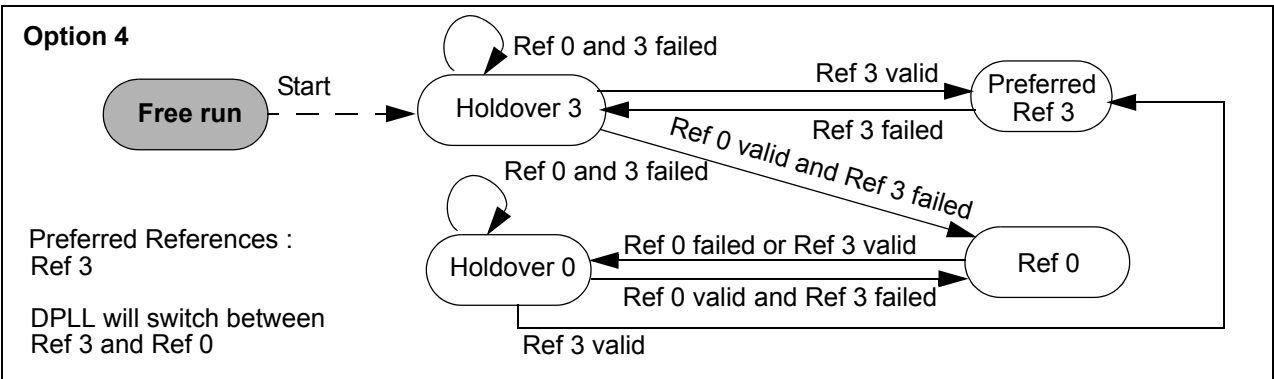 Option 4
Ref 0 and 3 failed
Start
Ref 3 valid
Free run
Holdover 3
Preferred
Ref 3
Ref 3 failed
Ref 0 valid and Ref 3 failed
Ref 0 and 3 failed
Preferred References :
Ref 3
Ref 0 failed or Ref 3 valid
Holdover 0
Ref 0
Ref 0 valid and Ref 3 failed
DPLL will switch between
Ref 3 and Ref 0
Ref 3 valid